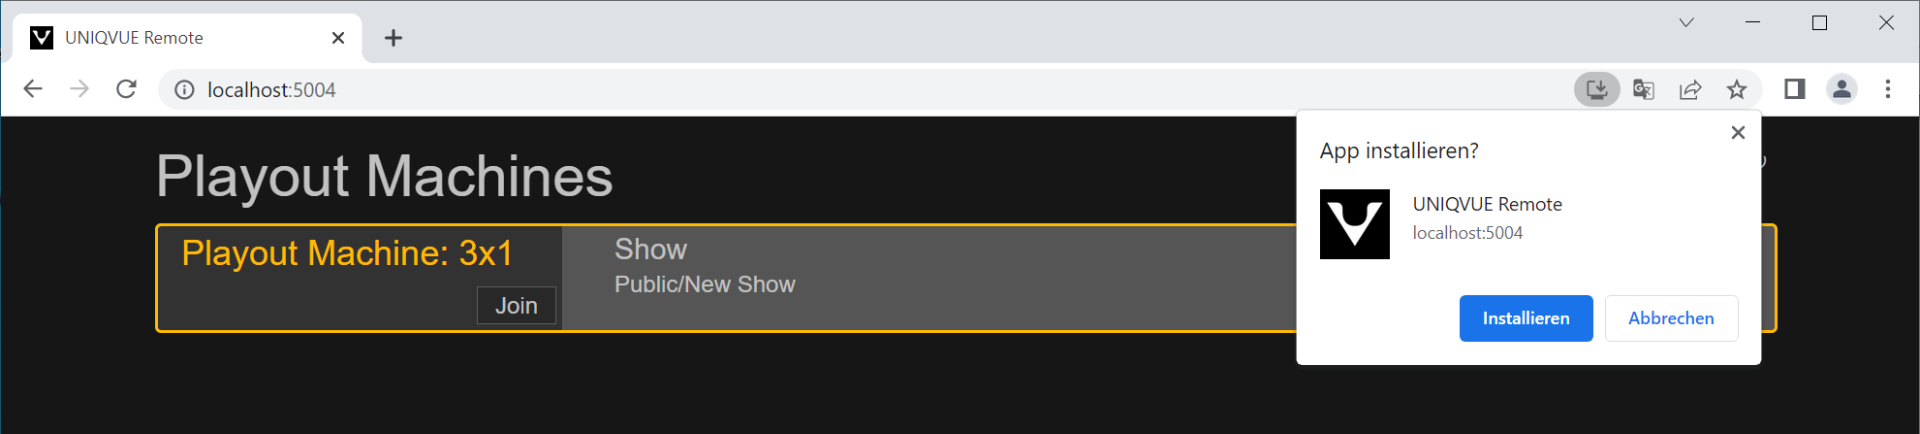 UNIQVUE Remote
localhost:5004
Playout Machines
Playout Machine: 3x1
Join
Show
Public/New Show
App installieren?
UNIQVUE Remote
localhost:5004
Installieren
Abbrechen